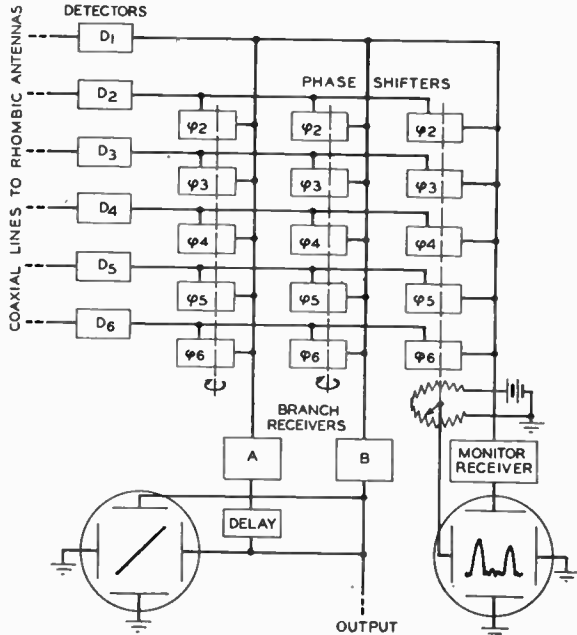 DETECTORS
COAXIAL LINES TO RHOMBIC ANTENNAS
D1
D2
PHASE SHIFTERS
φ2 φ2 φ2
D3
φ3 φ3 φ3
D4
φ4 φ4 φ4
D5
φ5 φ5 φ5
D6
φ6 φ6 φ6
BRANCH
RECEIVERS
A B
MONITOR
RECEIVER
DELAY
OUTPUT